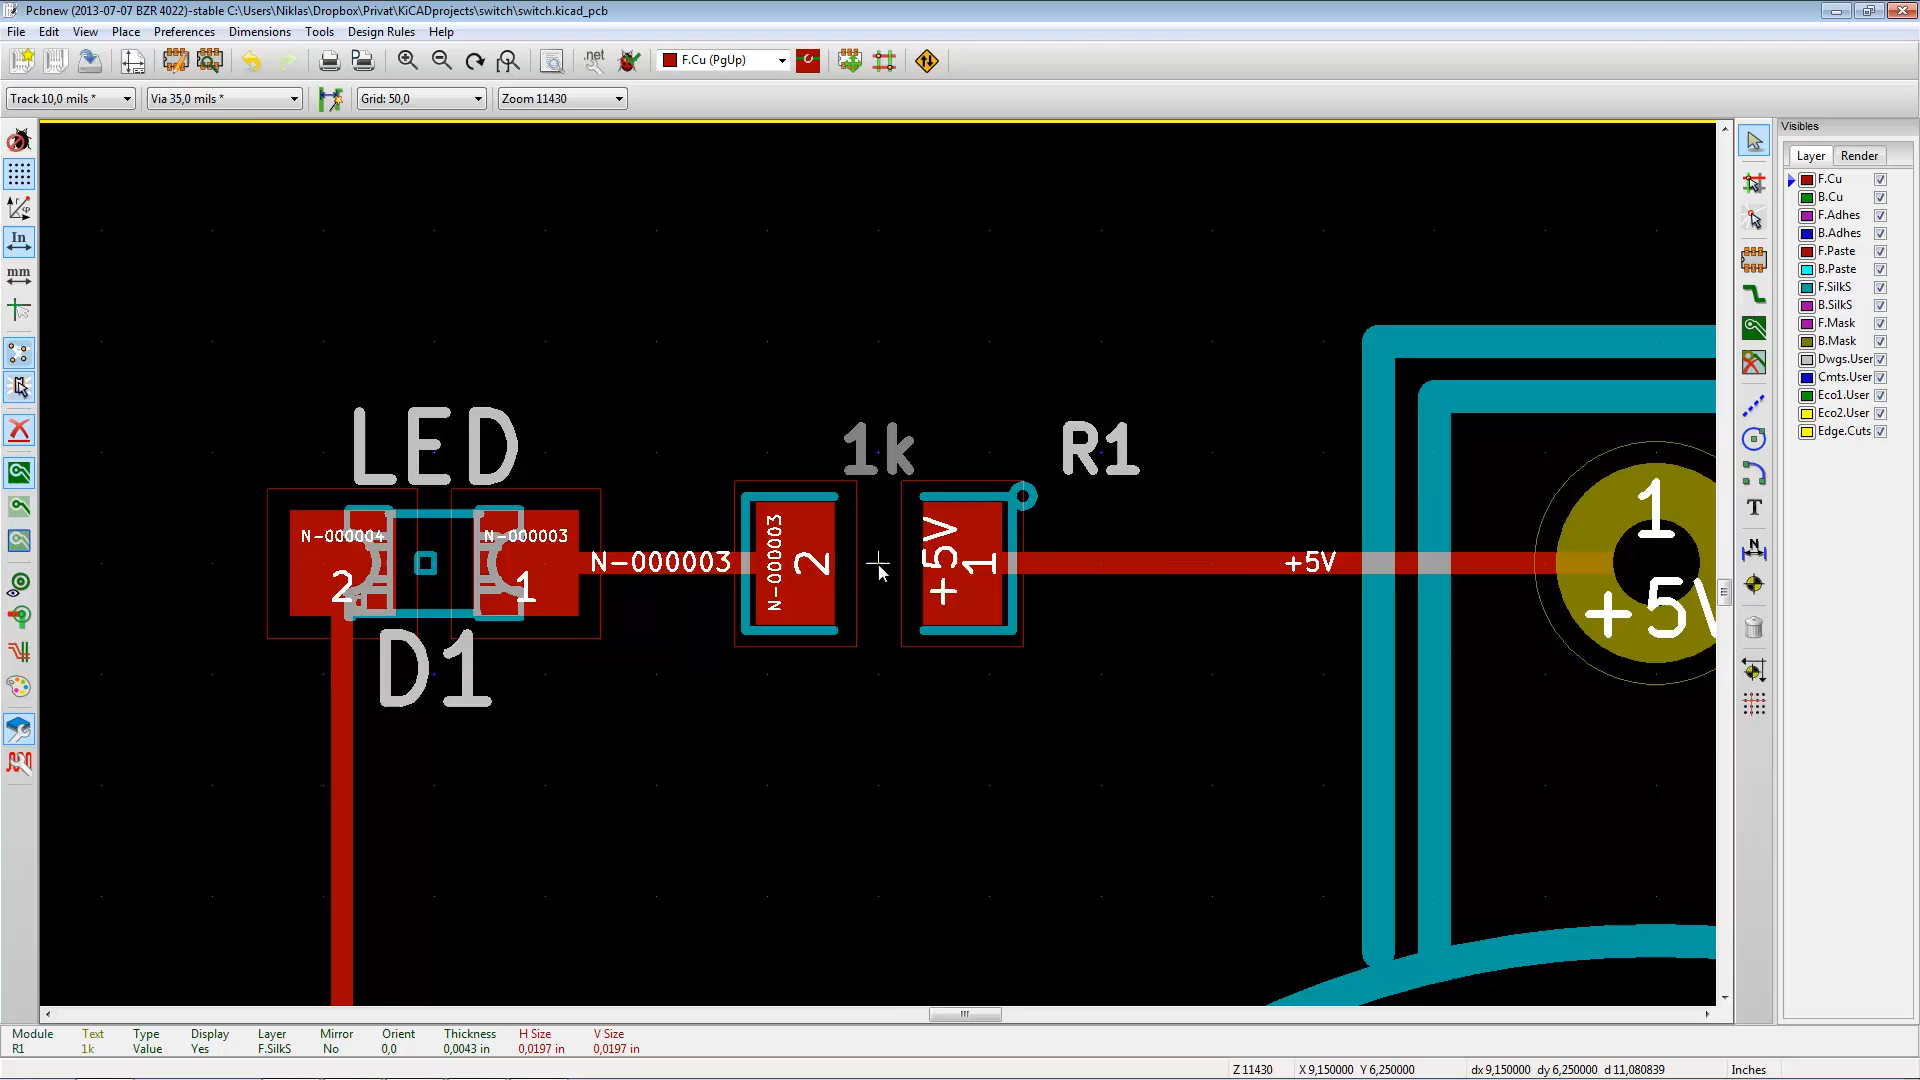 Pcbnew (2013-07-07 BZR 4022)-stable C:\Users\Niklas\Dropbox\Privat\KiCADprojects\switch\switch.kicad_pcb
File Edit View Place Preferences Dimensions Tools Design Rules Help
.net F.Cu (PgUp)
Track 10,0 mils * Via 35,0 mils * Grid: 50,0 Zoom 11430
Visibles
Layer Render
F.Cu
B.Cu
F.Adhes
B.Adhes
F.Paste
B.Paste
F.SilkS
B.SilkS
F.Mask
B.Mask
Dwgs.User
Cmts.User
Eco1.User
Eco2.User
Edge.Cuts
In
mm
T
N
LED
1k
R1
N-000004
2
N-000003
1
N-000003
N-000003
2
+5V
1
+5V
1
+5V
D1
Module Text Type Display Layer Mirror Orient Thickness H Size V Size
R1 1k Value Yes F.SilkS No 0,0 0,0043 in 0,0197 in 0,0197 in
Z 11430 X 9,150000 Y 6,250000 dx 9,150000 dy 6,250000 d 11,080839 Inches